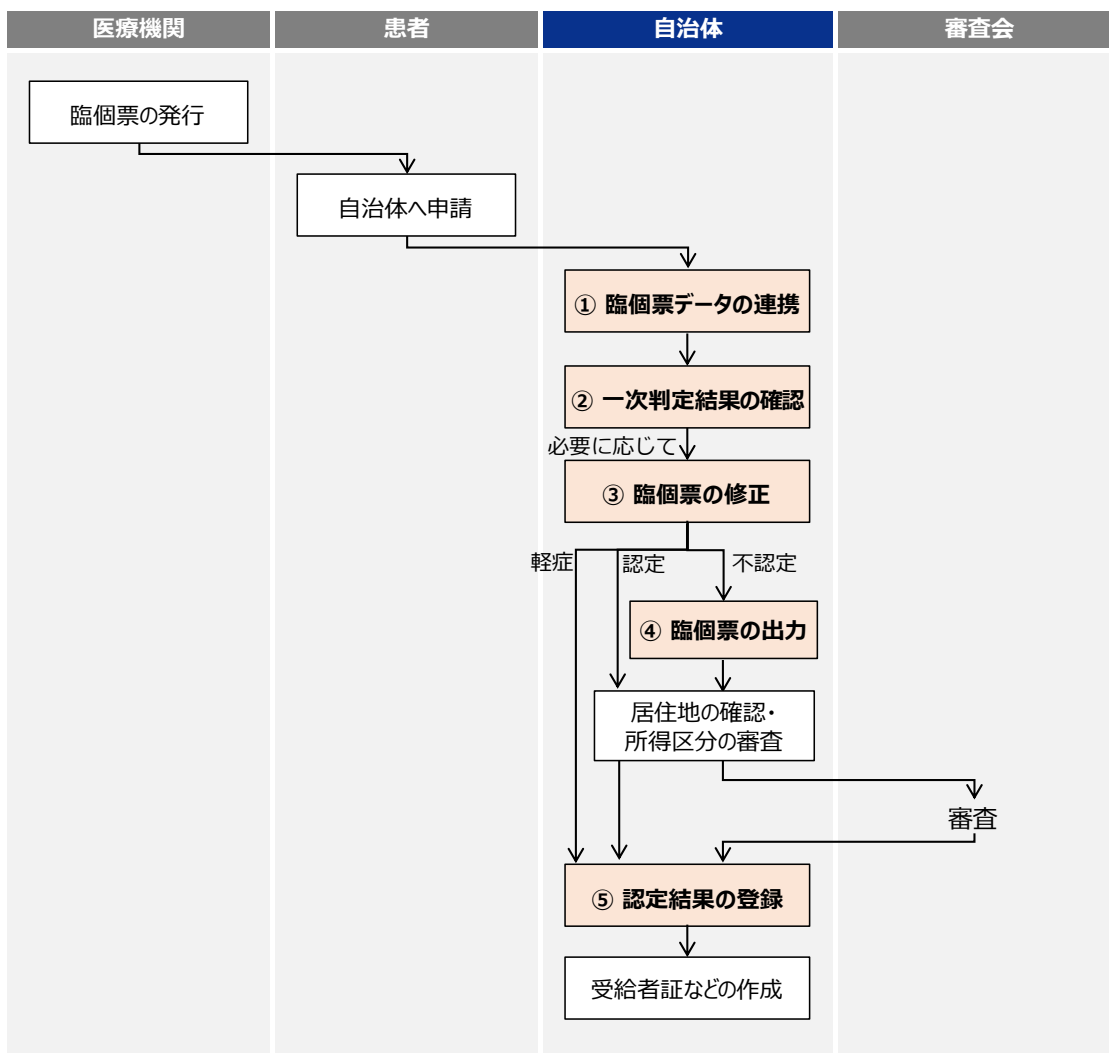 医療機関
患者
自治体
審査会
臨個票の発行
自治体へ申請
① 臨個票データの連携
② 一次判定結果の確認
必要に応じて
③ 臨個票の修正
軽症
認定
不認定
④ 臨個票の出力
居住地の確認・
所得区分の審査
審査
⑤ 認定結果の登録
受給者証などの作成